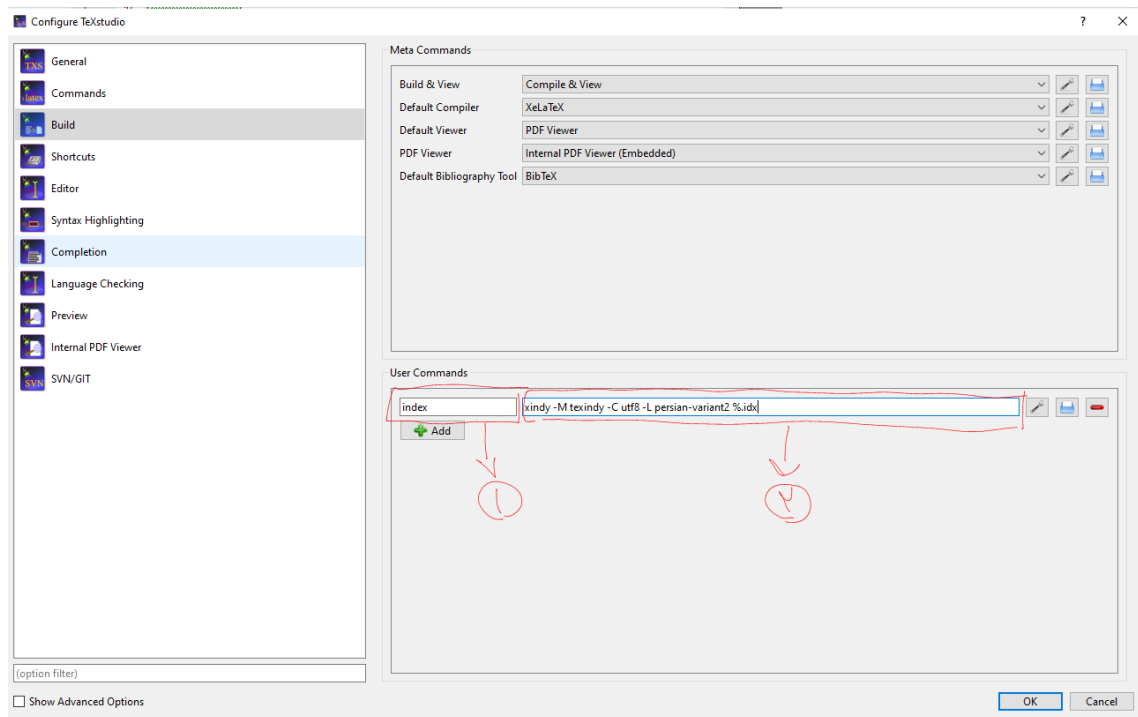 Configure TeXstudio
? ×
General
Commands
Build
Shortcuts
Editor
Syntax Highlighting
Completion
Language Checking
Preview
Internal PDF Viewer
SVN/GIT
(option filter)
Show Advanced Options
Meta Commands
Build & View Compile & View
Default Compiler XeLaTeX
Default Viewer PDF Viewer
PDF Viewer Internal PDF Viewer (Embedded)
Default Bibliography Tool BibTeX
User Commands
index xindy -M texindy -C utf8 -L persian-variant2 %.idx
Add
۱ ۲
OK Cancel